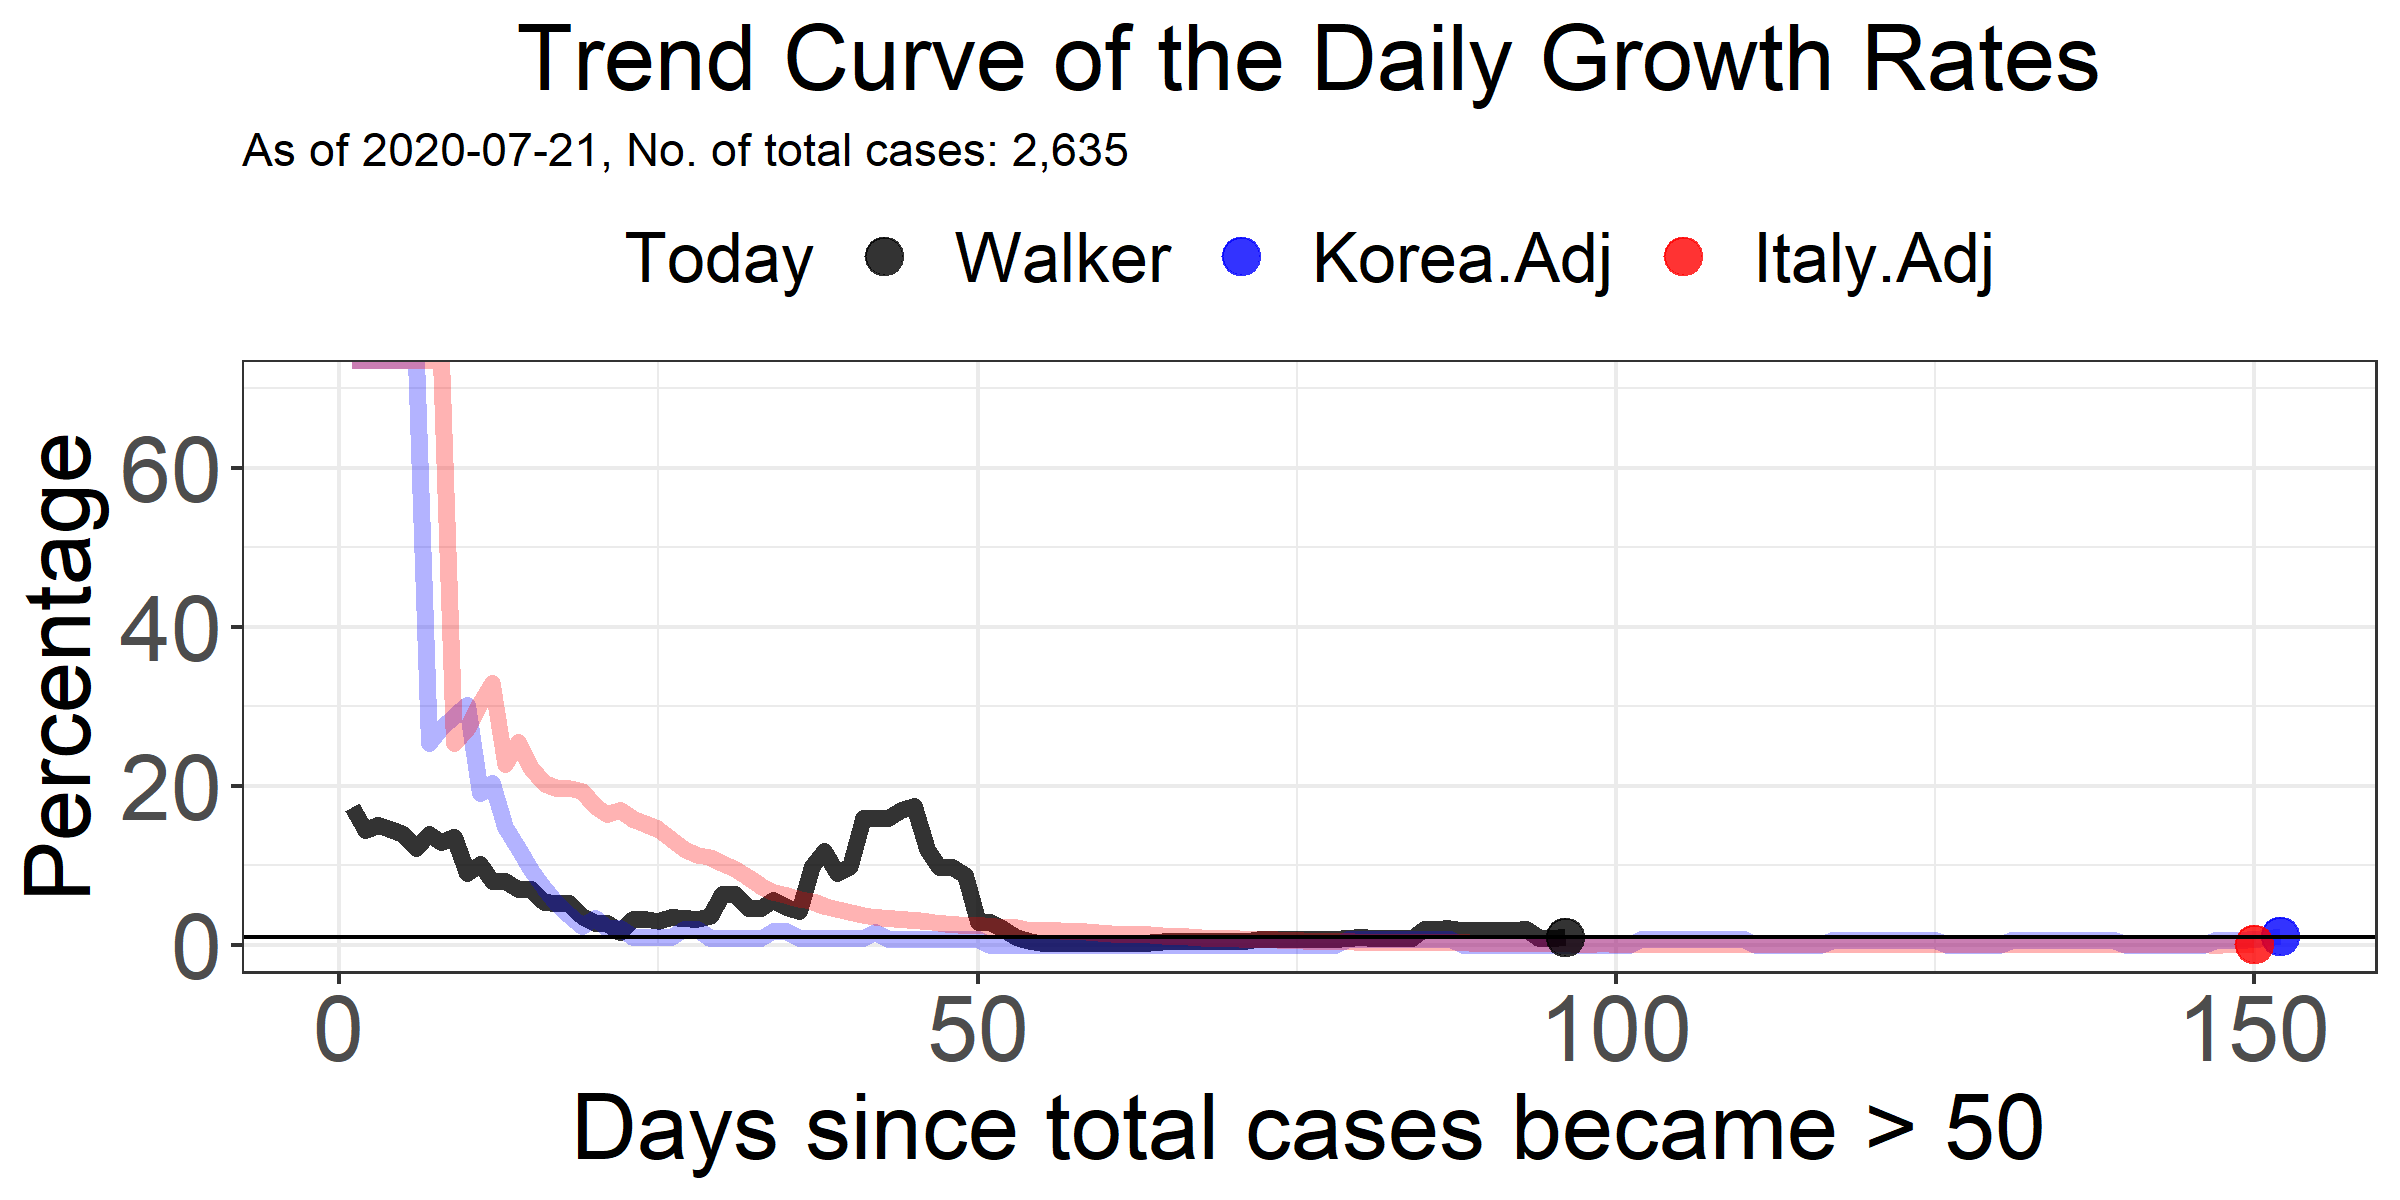 Trend Curve of the Daily Growth Rates
As of 2020-07-21, No. of total cases: 2,635
Today Walker Korea.Adj Italy.Adj
Percentage
60
40
20
0
0 50 100 150
Days since total cases became > 50